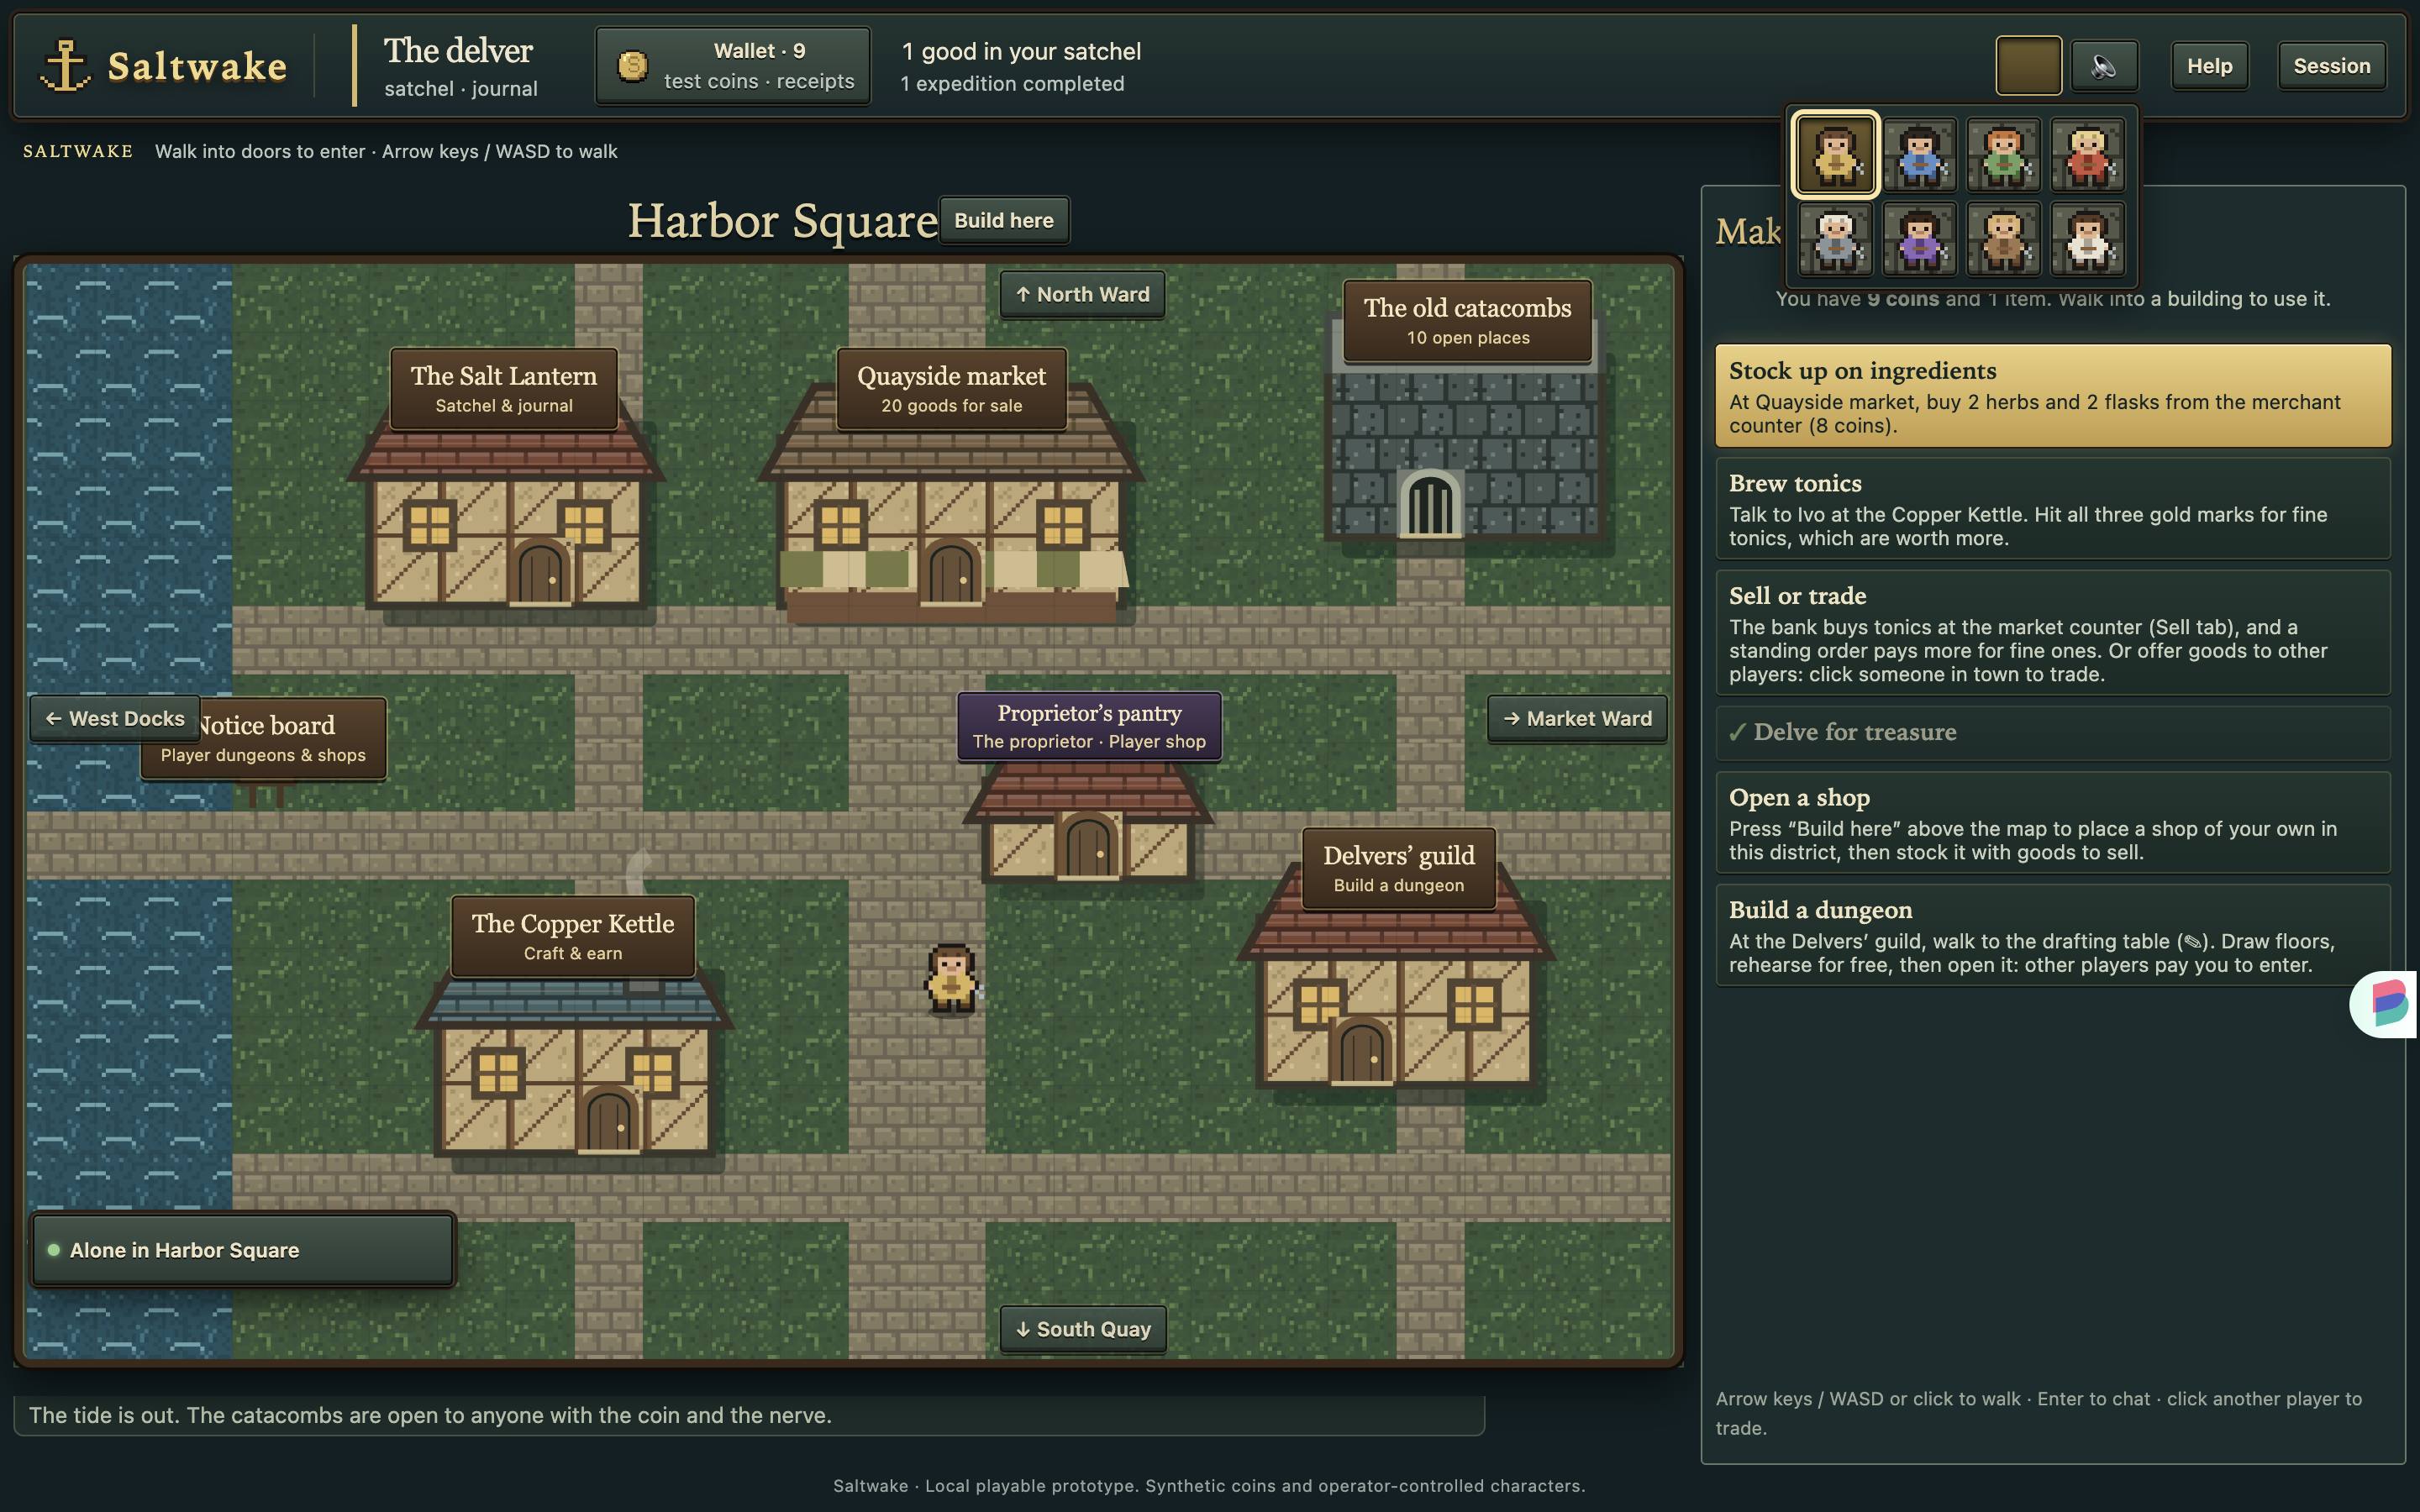 Saltwake
The delver
satchel · journal
Wallet · 9
test coins · receipts
1 good in your satchel
1 expedition completed
Help
Session
SALTWAKE
Walk into doors to enter · Arrow keys / WASD to walk
Harbor Square
Build here
↑ North Ward
The old catacombs
10 open places
The Salt Lantern
Satchel & journal
Quayside market
20 goods for sale
← West Docks
Notice board
Player dungeons & shops
Proprietor’s pantry
The proprietor · Player shop
→ Market Ward
Delvers’ guild
Build a dungeon
The Copper Kettle
Craft & earn
Alone in Harbor Square
↓ South Quay
The tide is out. The catacombs are open to anyone with the coin and the nerve.
Mak
You have 9 coins and 1 item. Walk into a building to use it.
Stock up on ingredients
At Quayside market, buy 2 herbs and 2 flasks from the merchant
counter (8 coins).
Brew tonics
Talk to Ivo at the Copper Kettle. Hit all three gold marks for fine
tonics, which are worth more.
Sell or trade
The bank buys tonics at the market counter (Sell tab), and a
standing order pays more for fine ones. Or offer goods to other
players: click someone in town to trade.
✓ Delve for treasure
Open a shop
Press “Build here” above the map to place a shop of your own in
this district, then stock it with goods to sell.
Build a dungeon
At the Delvers’ guild, walk to the drafting table (✎). Draw floors,
rehearse for free, then open it: other players pay you to enter.
Arrow keys / WASD or click to walk · Enter to chat · click another player to
trade.
Saltwake · Local playable prototype. Synthetic coins and operator-controlled characters.